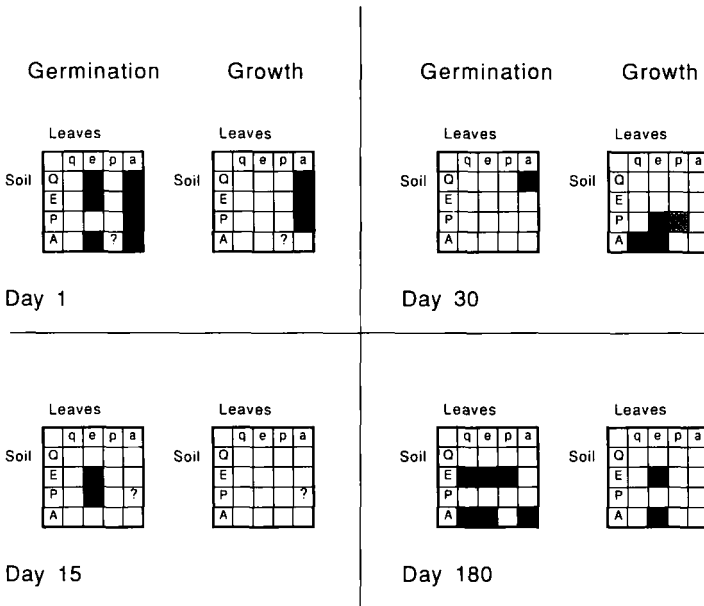 Germination Growth
Leaves Leaves
q e p a q e p a
Soil Q Soil Q
E E
P P
A ? A ?
Day 1
Germination Growth
Leaves Leaves
q e p a q e p a
Soil Q Soil Q
E E
P P
A A
Day 30
Leaves Leaves
q e p a q e p a
Soil Q Soil Q
E E
P ? P ?
A A
Day 15
Leaves Leaves
q e p a q e p a
Soil Q Soil Q
E E
P P
A A
Day 180